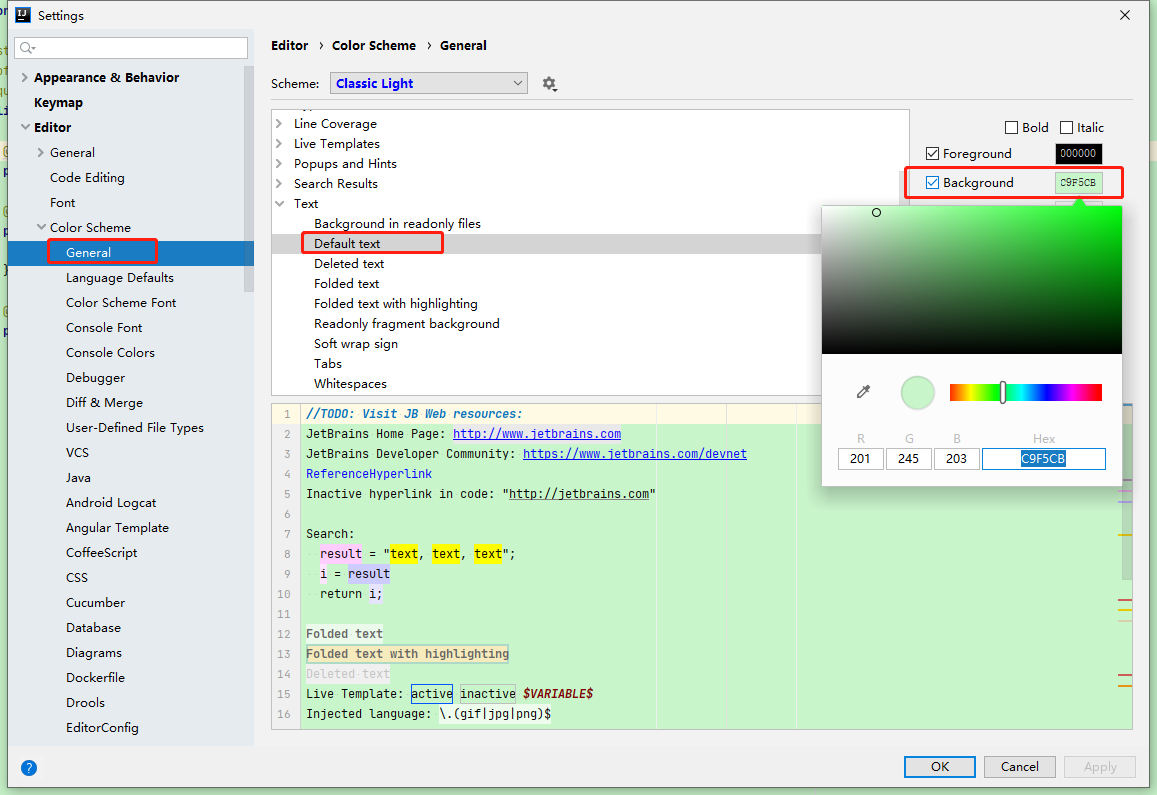 Settings
Editor › Color Scheme › General
Scheme: Classic Light
Appearance & Behavior
Keymap
Editor
General
Code Editing
Font
Color Scheme
General
Language Defaults
Color Scheme Font
Console Font
Console Colors
Debugger
Diff & Merge
User-Defined File Types
VCS
Java
Android Logcat
Angular Template
CoffeeScript
CSS
Cucumber
Database
Diagrams
Dockerfile
Drools
EditorConfig
Line Coverage
Live Templates
Popups and Hints
Search Results
Text
Background in readonly files
Default text
Deleted text
Folded text
Folded text with highlighting
Readonly fragment background
Soft wrap sign
Tabs
Whitespaces
Bold Italic
Foreground 000000
Background C9F5CB
R G B Hex
201 245 203 C9F5CB
1 //TODO: Visit JB Web resources:
2 JetBrains Home Page: http://www.jetbrains.com
3 JetBrains Developer Community: https://www.jetbrains.com/devnet
4 ReferenceHyperlink
5 Inactive hyperlink in code: "http://jetbrains.com"
6
7 Search:
8 result = "text, text, text";
9 i = result
10 return i;
11
12 Folded text
13 Folded text with highlighting
14 Deleted text
15 Live Template: active inactive $VARIABLE$
16 Injected language: \.(gif|jpg|png)$
?
OK Cancel Apply